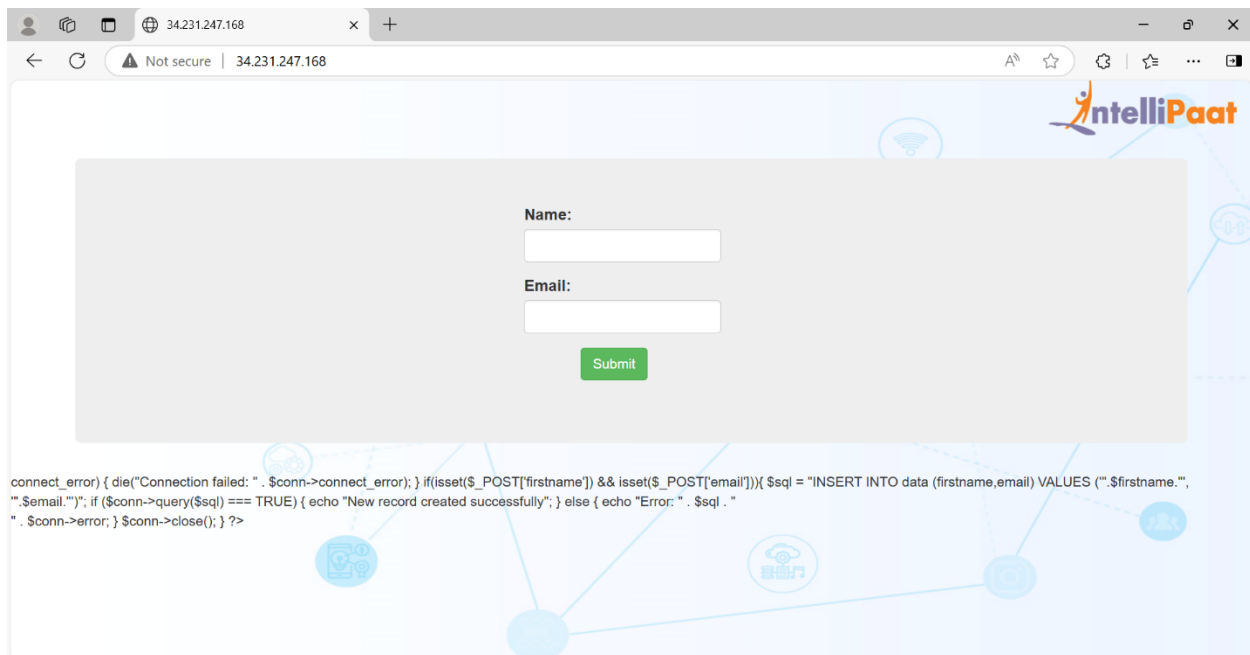 34.231.247.168
Not secure | 34.231.247.168
IntelliPaat
Name:
Email:
Submit
connect_error) { die("Connection failed: " . $conn->connect_error); } if(isset($_POST['firstname']) && isset($_POST['email'])){ $sql = "INSERT INTO data (firstname,email) VALUES ('".$firstname."',
'".$email."')"; if ($conn->query($sql) === TRUE) { echo "New record created successfully"; } else { echo "Error: " . $sql . "
" . $conn->error; } $conn->close(); } ?>